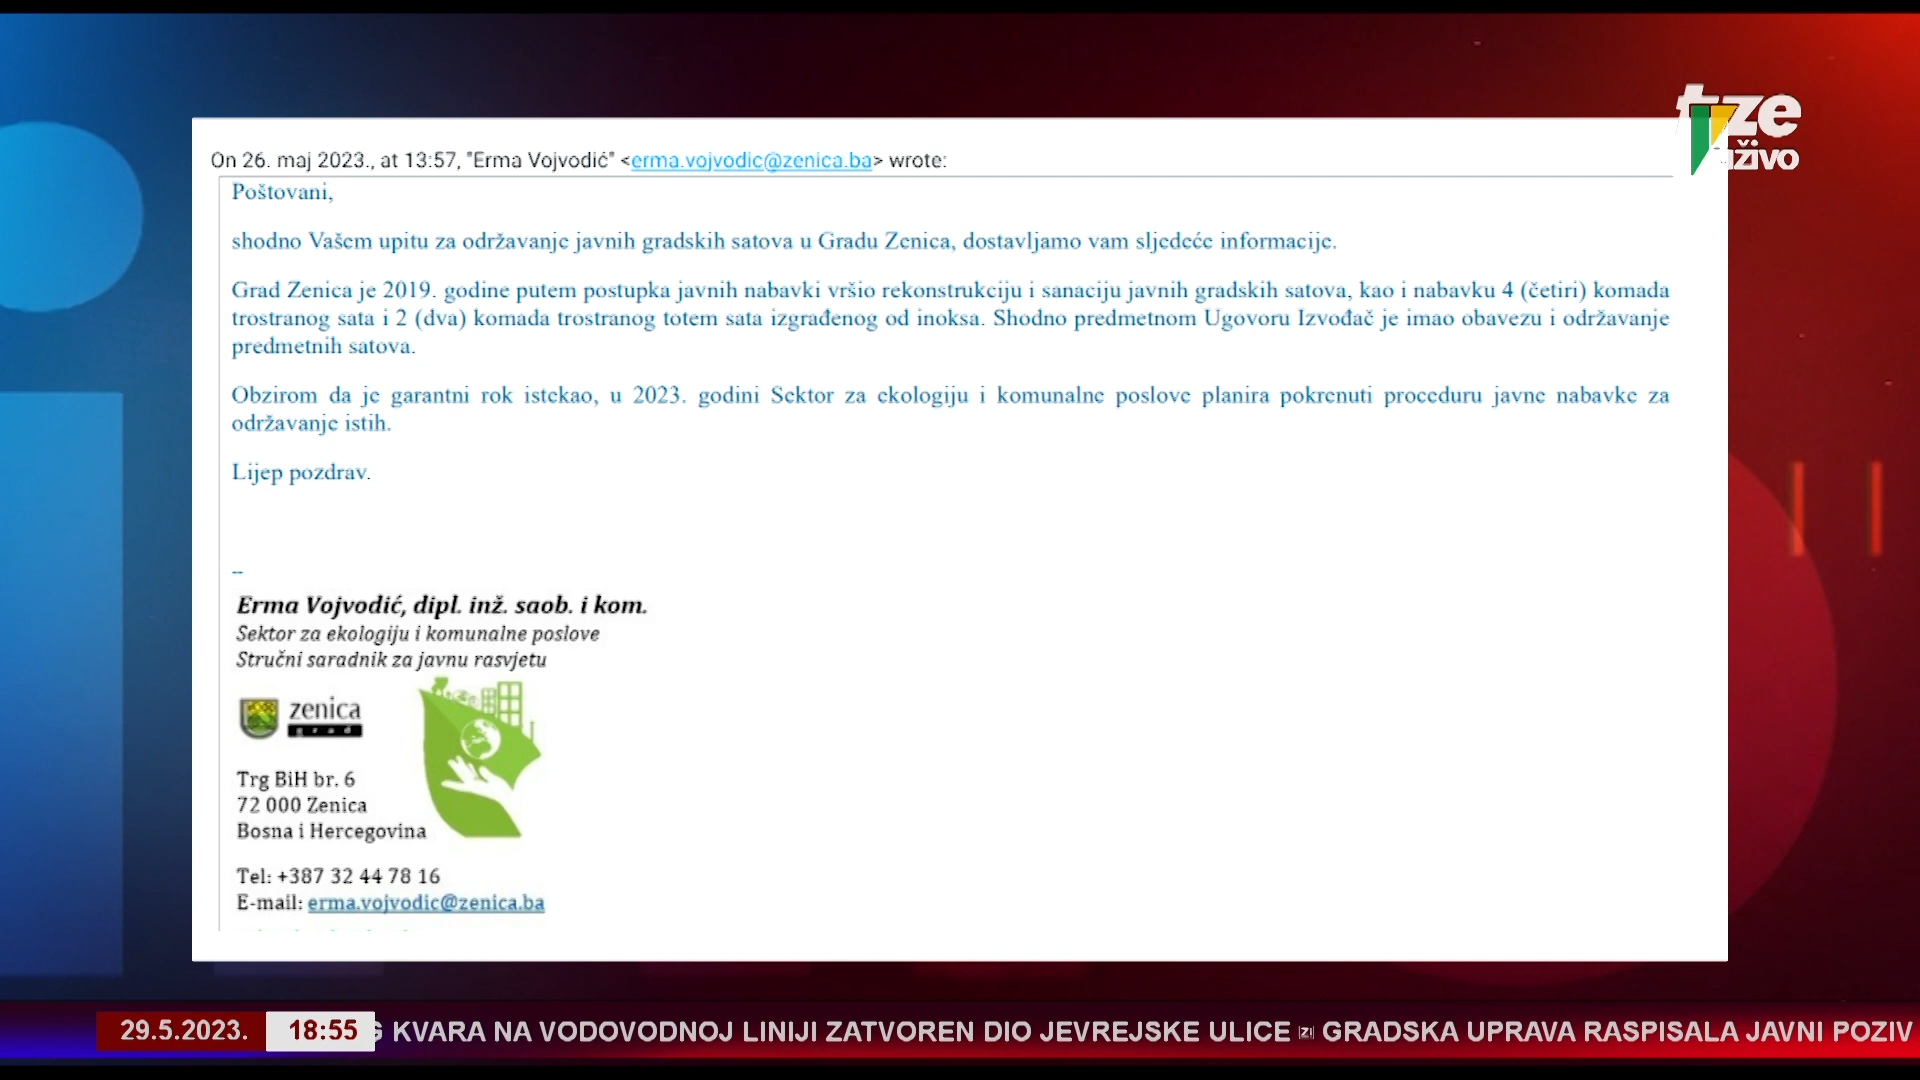 tvze
uživo
On 26. maj 2023., at 13:57, "Erma Vojvodić" <erma.vojvodic@zenica.ba> wrote:
Poštovani,
shodno Vašem upitu za održavanje javnih gradskih satova u Gradu Zenica, dostavljamo vam sljedeće informacije.
Grad Zenica je 2019. godine putem postupka javnih nabavki vršio rekonstrukciju i sanaciju javnih gradskih satova, kao i nabavku 4 (četiri) komada
trostranog sata i 2 (dva) komada trostranog totem sata izgrađenog od inoksa. Shodno predmetnom Ugovoru Izvođač je imao obavezu i održavanje
predmetnih satova.
Obzirom da je garantni rok istekao, u 2023. godini Sektor za ekologiju i komunalne poslove planira pokrenuti proceduru javne nabavke za
održavanje istih.
Lijep pozdrav.
--
Erma Vojvodić, dipl. inž. saob. i kom.
Sektor za ekologiju i komunalne poslove
Stručni saradnik za javnu rasvjetu
zenica
grad
Trg BiH br. 6
72 000 Zenica
Bosna i Hercegovina
Tel: +387 32 44 78 16
E-mail: erma.vojvodic@zenica.ba
29.5.2023. 18:55 G KVARA NA VODOVODNOJ LINIJI ZATVOREN DIO JEVREJSKE ULICE ZE GRADSKA UPRAVA RASPISALA JAVNI POZIV